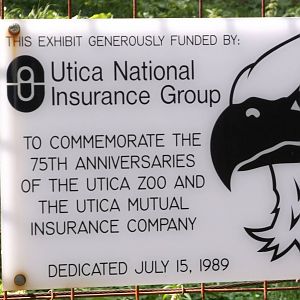 THIS EXHIBIT GENEROUSLY FUNDED BY:
Utica National
Insurance Group
TO COMMEMORATE THE
75TH ANNIVERSARIES
OF THE UTICA ZOO AND
THE UTICA MUTUAL
INSURANCE COMPANY
DEDICATED JULY 15, 1989